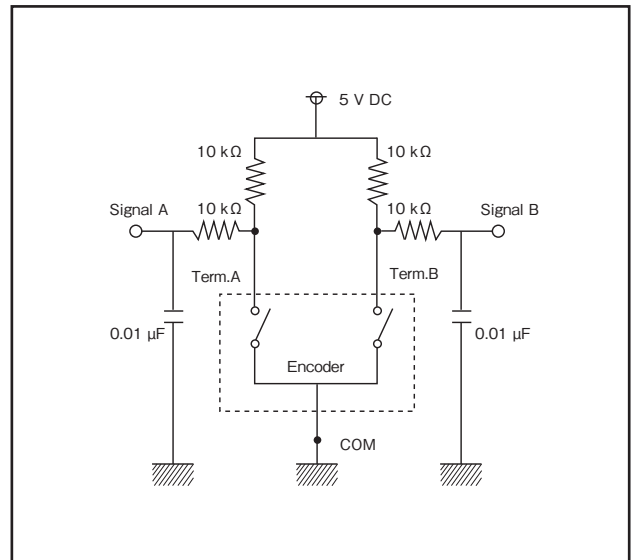 5 V DC
10 kΩ
10 kΩ
Signal A
10 kΩ
10 kΩ
Signal B
Term.A
Term.B
0.01 µF
Encoder
0.01 µF
COM